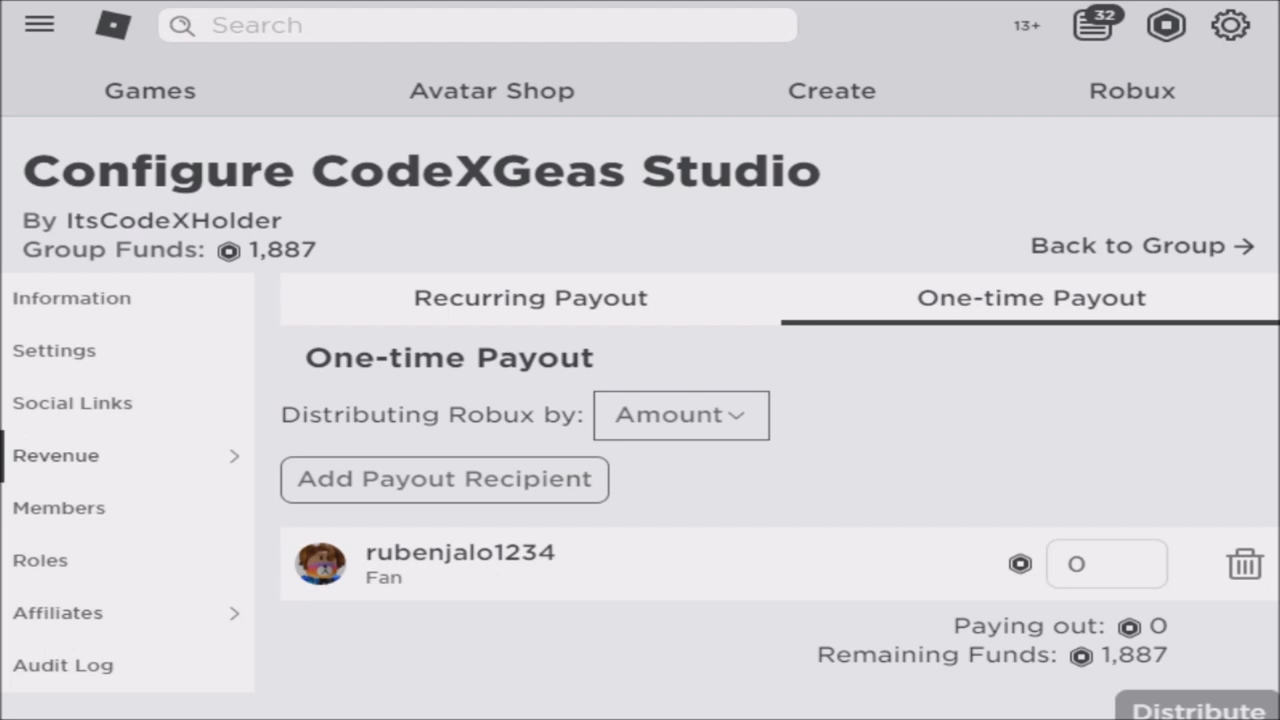 Search
13+
32
Games Avatar Shop Create Robux
Configure CodeXGeas Studio
By ItsCodeXHolder
Group Funds: 1,887
Back to Group →
Information
Settings
Social Links
Revenue
Members
Roles
Affiliates
Audit Log
Recurring Payout One-time Payout
One-time Payout
Distributing Robux by: Amount
Add Payout Recipient
rubenjalo1234
Fan
0
Paying out: 0
Remaining Funds: 1,887
Distribute